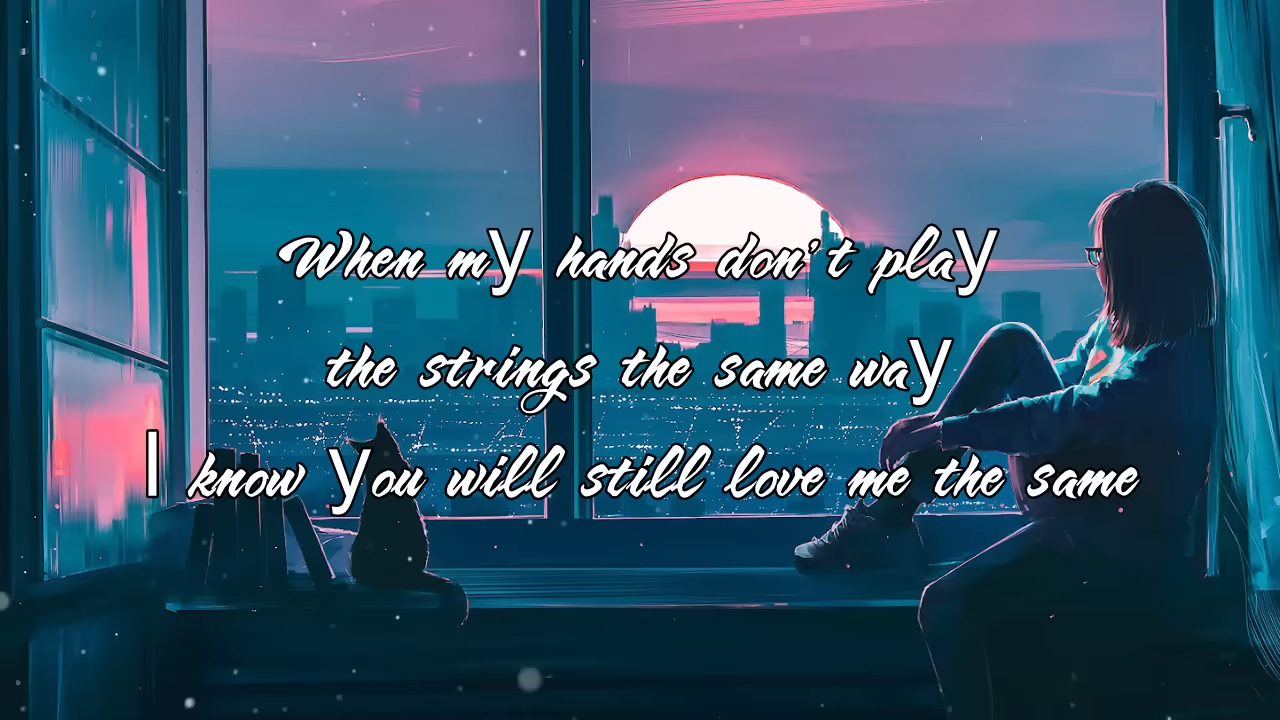 When my hands don't play
the strings the same way
I know you will still love me the same